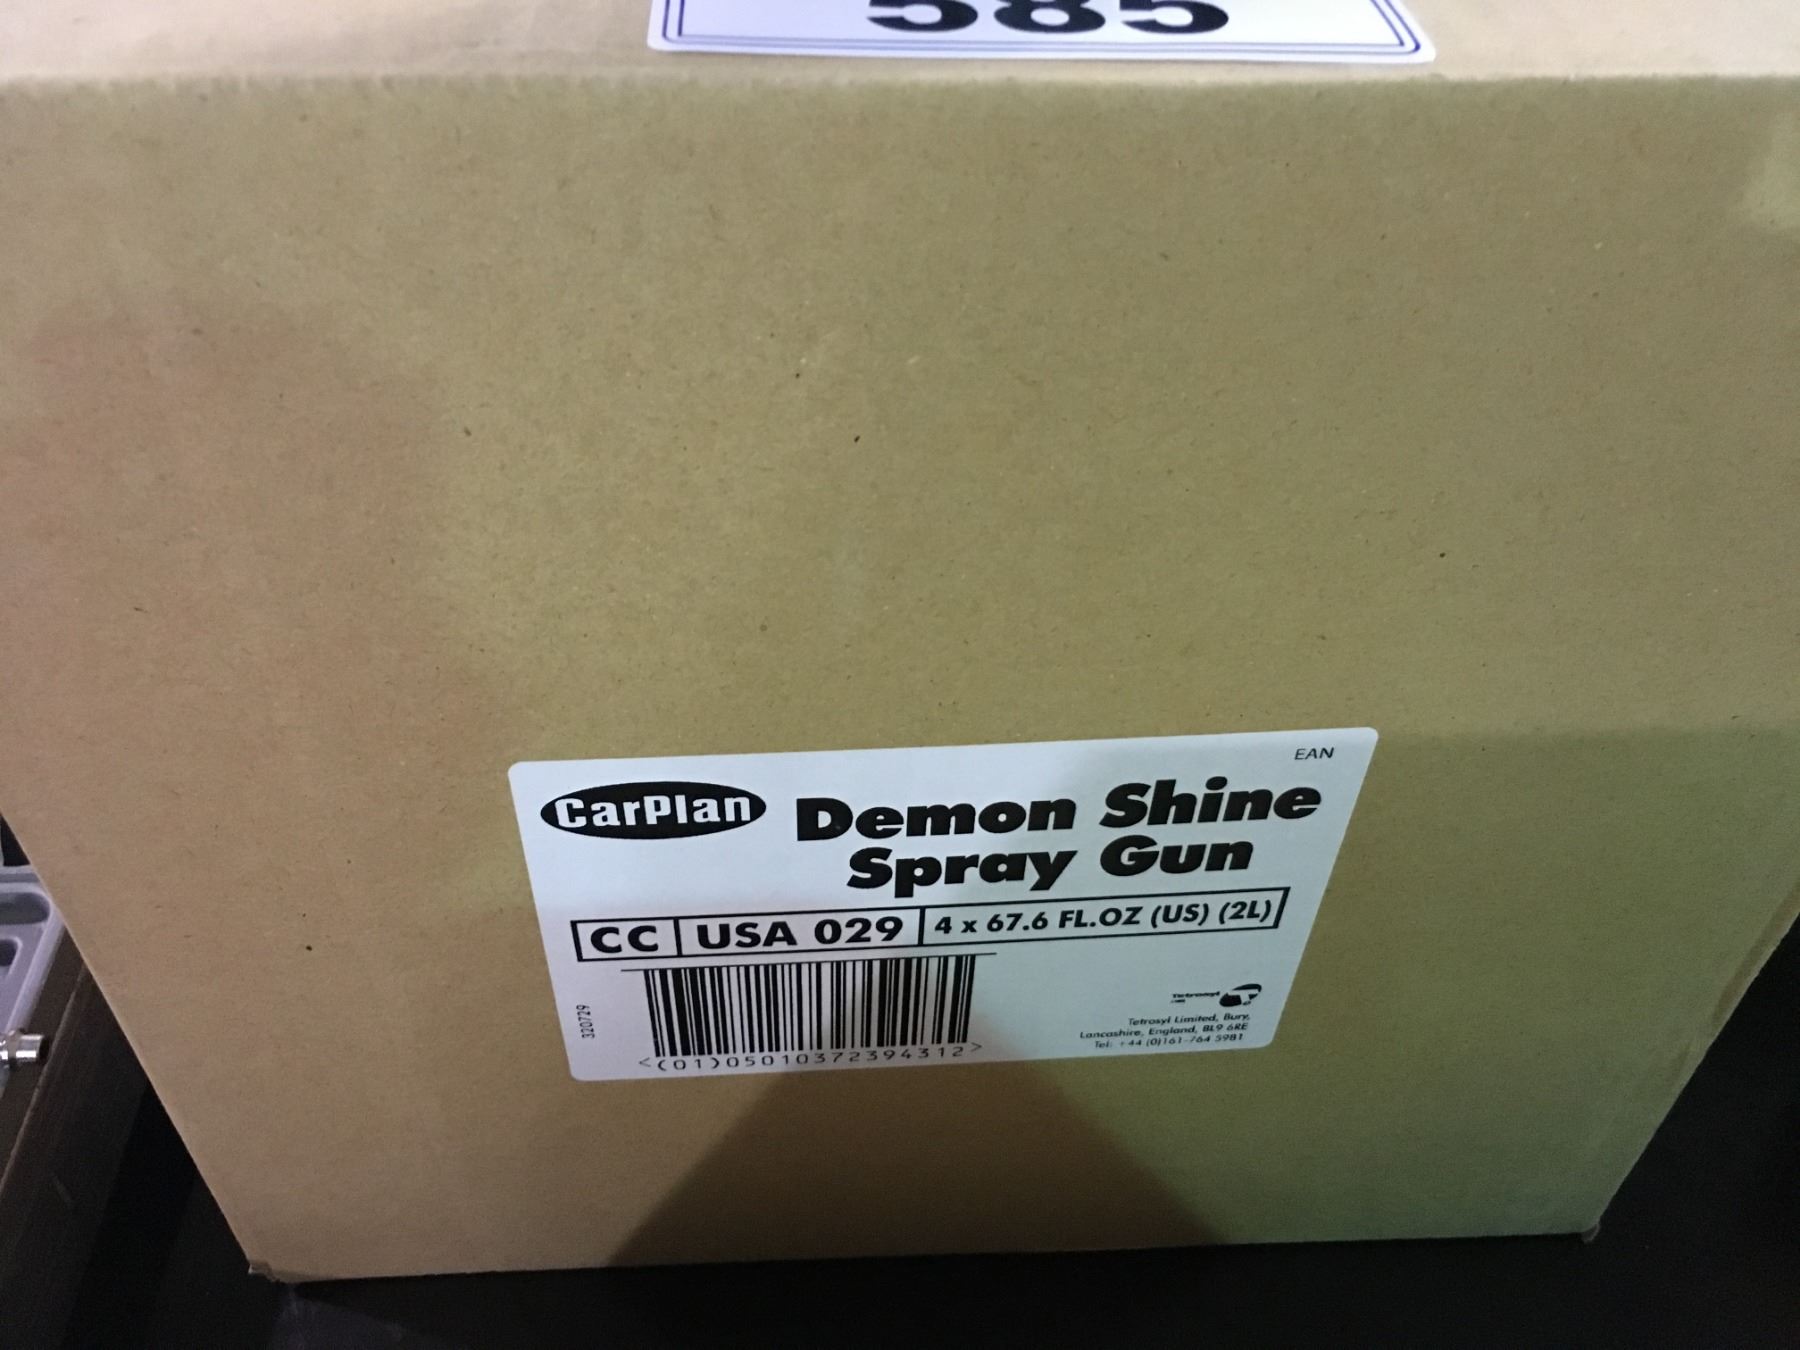 585
EAN
CarPlan
Demon Shine
Spray Gun
CC USA 029 4 x 67.6 FL.OZ (US) (2L)
320729
Tetrosyl
Tetrosyl Limited, Bury,
Lancashire, England, BL9 6RE
Tel: +44 (0)161-764 5981
<(01)05010372394312>